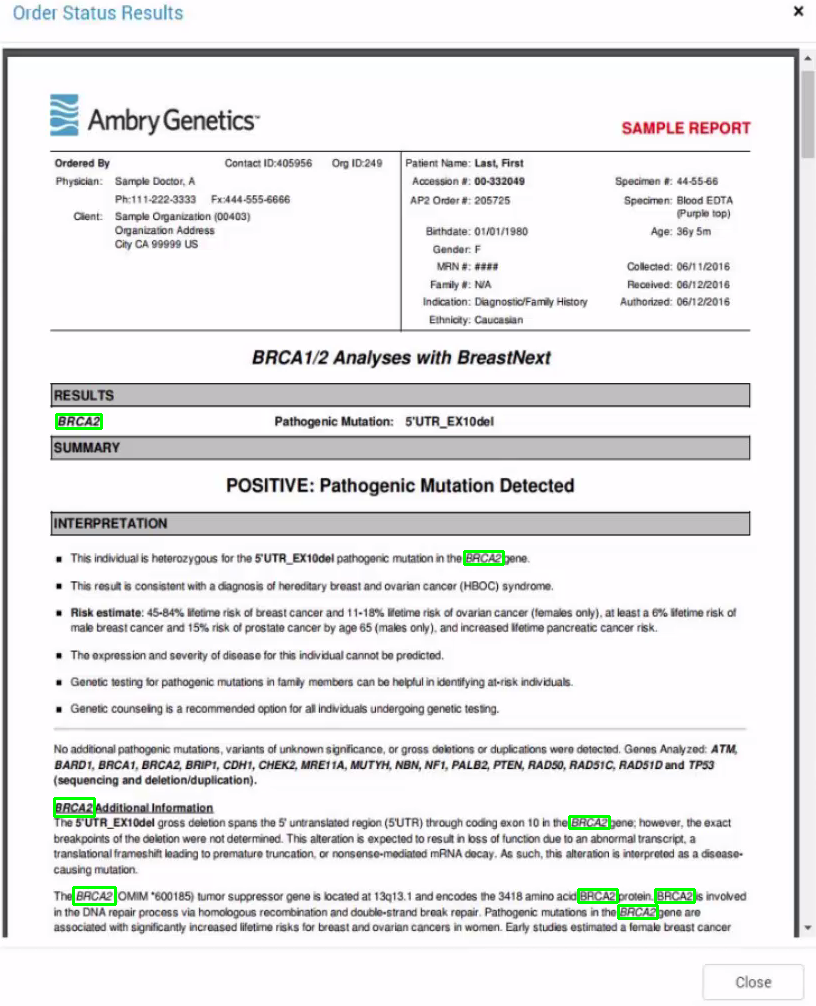 Order Status Results
×
Ambry Genetics™
SAMPLE REPORT
Ordered By Contact ID:405956 Org ID:249
Physician: Sample Doctor, A
Ph:111-222-3333 Fx:444-555-6666
Client: Sample Organization (00403)
Organization Address
City CA 99999 US
Patient Name: Last, First
Accession #: 00-332049 Specimen #: 44-55-66
AP2 Order #: 205725 Specimen: Blood EDTA
(Purple top)
Birthdate: 01/01/1980 Age: 36y 5m
Gender: F
MRN #: #### Collected: 06/11/2016
Family #: N/A Received: 06/12/2016
Indication: Diagnostic/Family History Authorized: 06/12/2016
Ethnicity: Caucasian
BRCA1/2 Analyses with BreastNext
RESULTS
BRCA2 Pathogenic Mutation: 5'UTR_EX10del
SUMMARY
POSITIVE: Pathogenic Mutation Detected
INTERPRETATION
▪ This individual is heterozygous for the 5'UTR_EX10del pathogenic mutation in the BRCA2 gene.
▪ This result is consistent with a diagnosis of hereditary breast and ovarian cancer (HBOC) syndrome.
▪ Risk estimate: 45-84% lifetime risk of breast cancer and 11-18% lifetime risk of ovarian cancer (females only), at least a 6% lifetime risk of
male breast cancer and 15% risk of prostate cancer by age 65 (males only), and increased lifetime pancreatic cancer risk.
▪ The expression and severity of disease for this individual cannot be predicted.
▪ Genetic testing for pathogenic mutations in family members can be helpful in identifying at-risk individuals.
▪ Genetic counseling is a recommended option for all individuals undergoing genetic testing.
No additional pathogenic mutations, variants of unknown significance, or gross deletions or duplications were detected. Genes Analyzed: ATM,
BARD1, BRCA1, BRCA2, BRIP1, CDH1, CHEK2, MRE11A, MUTYH, NBN, NF1, PALB2, PTEN, RAD50, RAD51C, RAD51D and TP53
(sequencing and deletion/duplication).
BRCA2 Additional Information
The 5'UTR_EX10del gross deletion spans the 5' untranslated region (5'UTR) through coding exon 10 in the BRCA2 gene; however, the exact
breakpoints of the deletion were not determined. This alteration is expected to result in loss of function due to an abnormal transcript, a
translational frameshift leading to premature truncation, or nonsense-mediated mRNA decay. As such, this alteration is interpreted as a disease-
causing mutation.
The BRCA2 (OMIM *600185) tumor suppressor gene is located at 13q13.1 and encodes the 3418 amino acid BRCA2 protein. BRCA2 is involved
in the DNA repair process via homologous recombination and double-strand break repair. Pathogenic mutations in the BRCA2 gene are
associated with significantly increased lifetime risks for breast and ovarian cancers in women. Early studies estimated a female breast cancer
Close